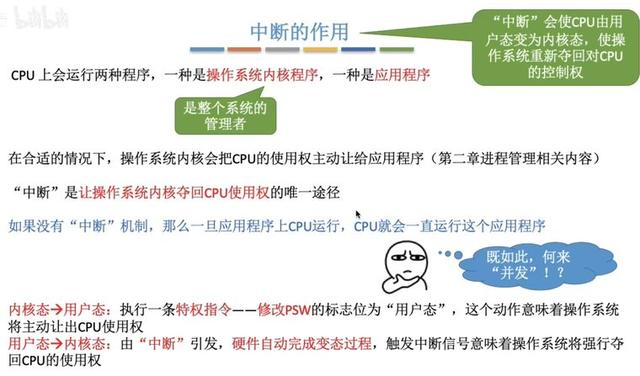 中断的作用
“中断”会使CPU由用
户态变为内核态，使操
作系统重新夺回对CPU
的控制权
CPU 上会运行两种程序，一种是操作系统内核程序，一种是应用程序
是整个系统的
管理者
在合适的情况下，操作系统内核会把CPU的使用权主动让给应用程序（第二章进程管理相关内容）
“中断”是让操作系统内核夺回CPU使用权的唯一途径
如果没有“中断”机制，那么一旦应用程序上CPU运行，CPU就会一直运行这个应用程序
既如此，何来
“并发”！？
内核态→用户态：执行一条特权指令——修改PSW的标志位为“用户态”，这个动作意味着操作系统
将主动让出CPU使用权
用户态→内核态：由“中断”引发，硬件自动完成变态过程，触发中断信号意味着操作系统将强行夺
回CPU的使用权